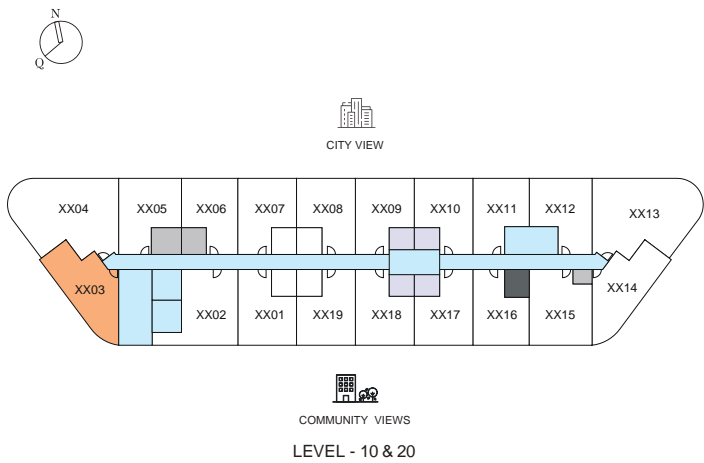 N
Q
CITY VIEW
XX04 XX05 XX06 XX07 XX08 XX09 XX10 XX11 XX12 XX13
XX03 XX14
XX02 XX01 XX19 XX18 XX17 XX16 XX15
COMMUNITY VIEWS
LEVEL - 10 & 20